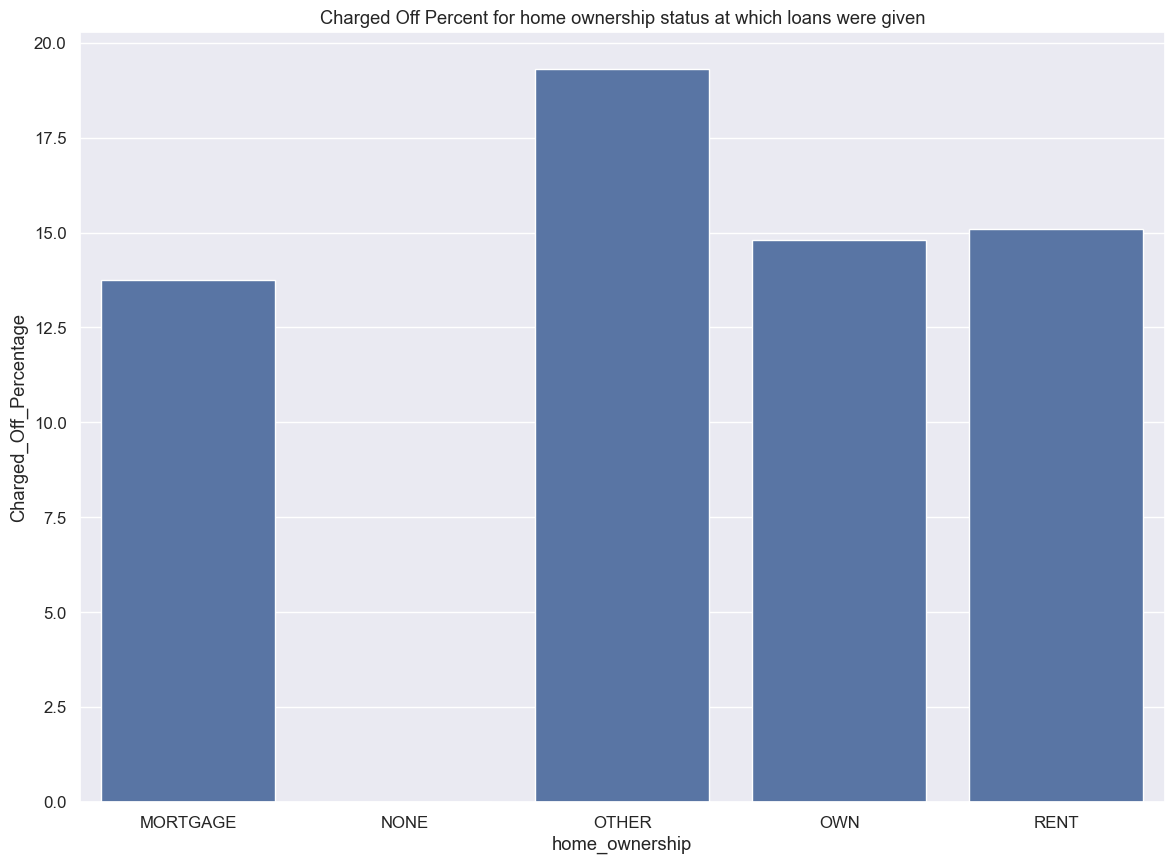 Charged Off Percent for home ownership status at which loans were given
20.0
17.5
15.0
12.5
10.0
7.5
5.0
2.5
0.0
Charged_Off_Percentage
MORTGAGE NONE OTHER OWN RENT
home_ownership